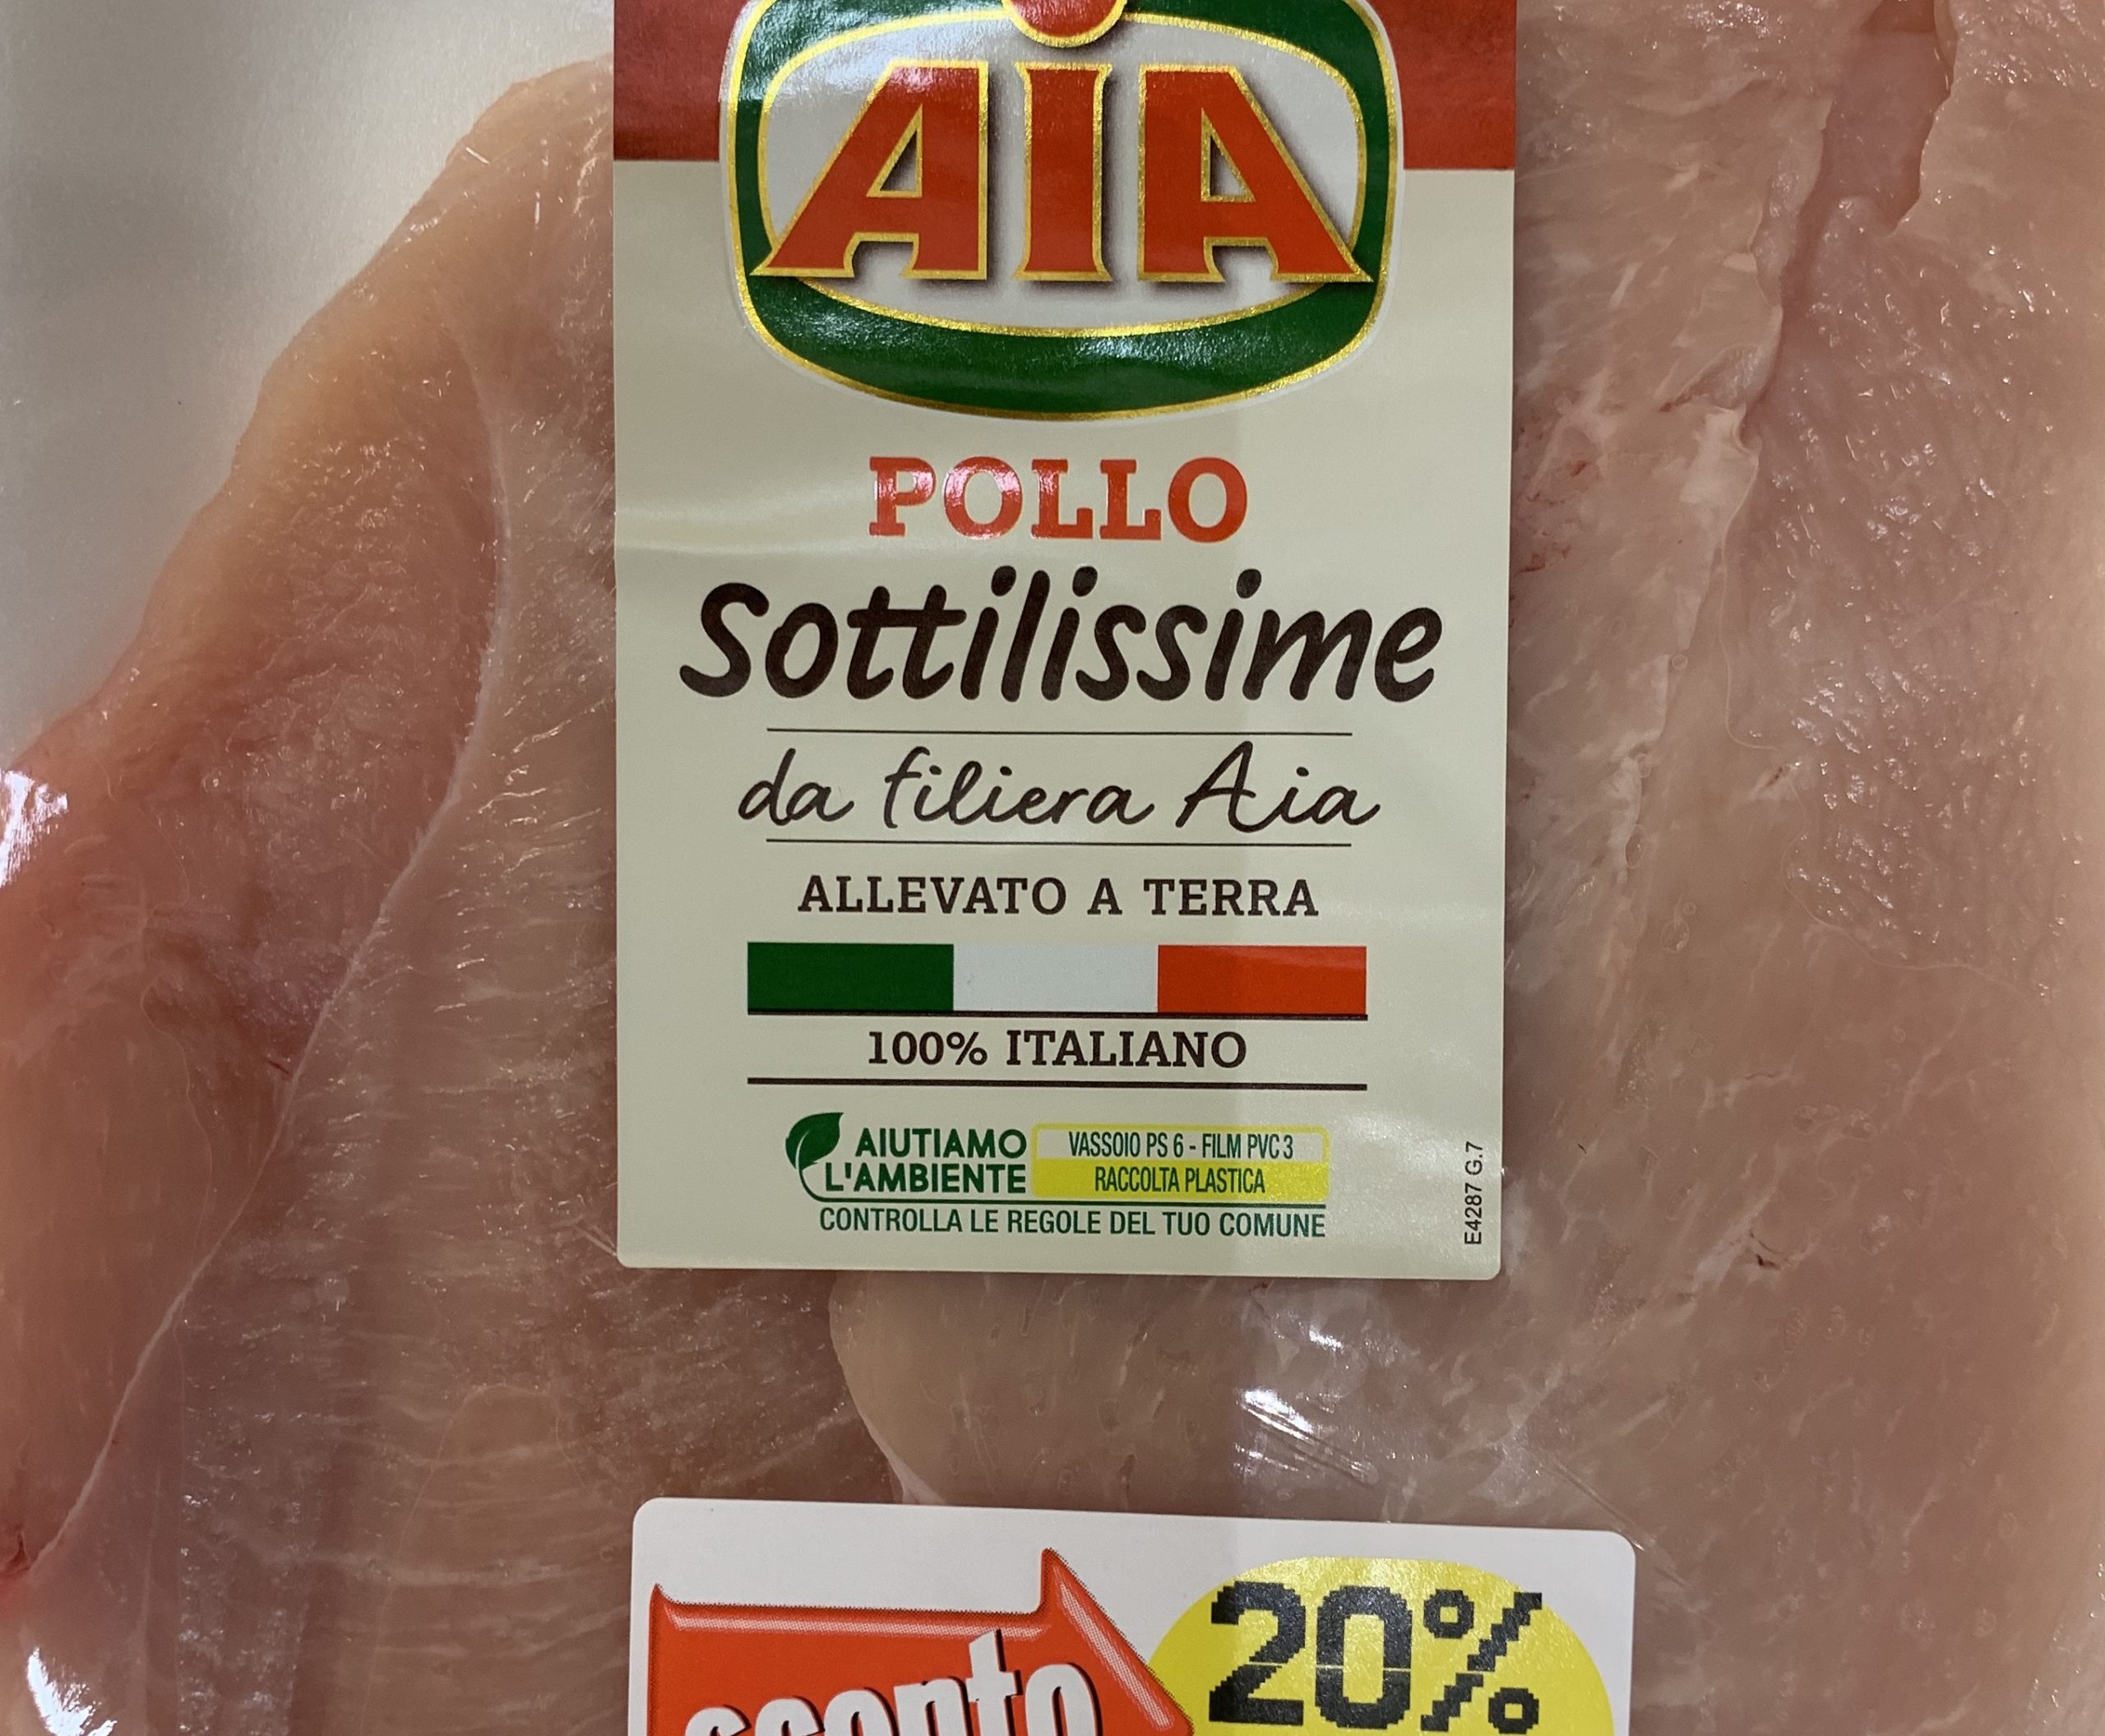 AIA
POLLO
Sottilissime
da filiera Aia
ALLEVATO A TERRA
100% ITALIANO
AIUTIAMO
L'AMBIENTE
VASSOIO PS 6 - FILM PVC 3
RACCOLTA PLASTICA
CONTROLLA LE REGOLE DEL TUO COMUNE
E4287 G.7
sconto
20%